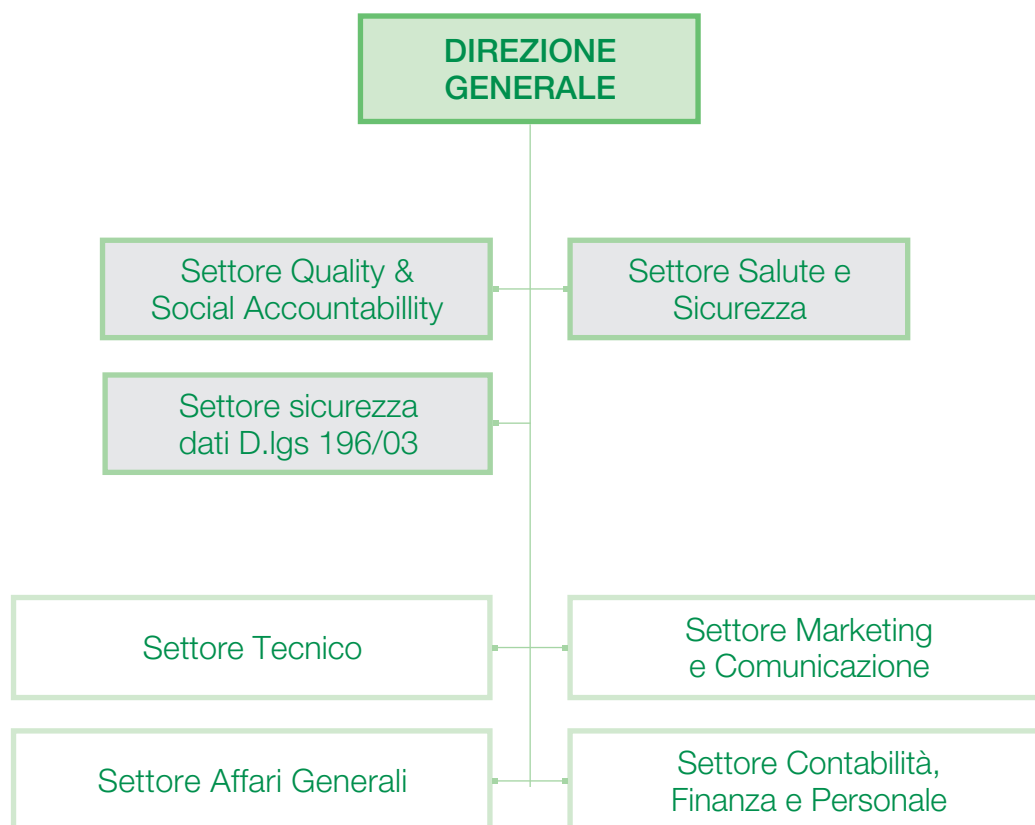 DIREZIONE
GENERALE
Settore Quality &
Social Accountabillity
Settore Salute e
Sicurezza
Settore sicurezza
dati D.lgs 196/03
Settore Tecnico
Settore Marketing
e Comunicazione
Settore Affari Generali
Settore Contabilità,
Finanza e Personale